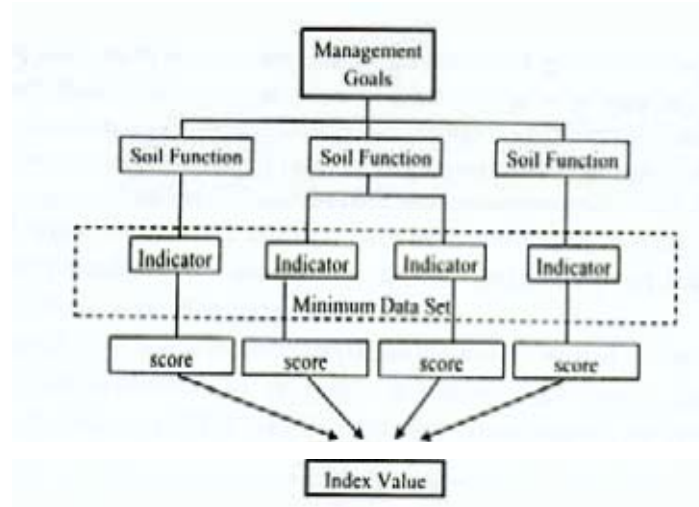 Management
Goals
Soil Function Soil Function Soil Function
Indicator Indicator Indicator Indicator
Minimum Data Set
score score score score
Index Value